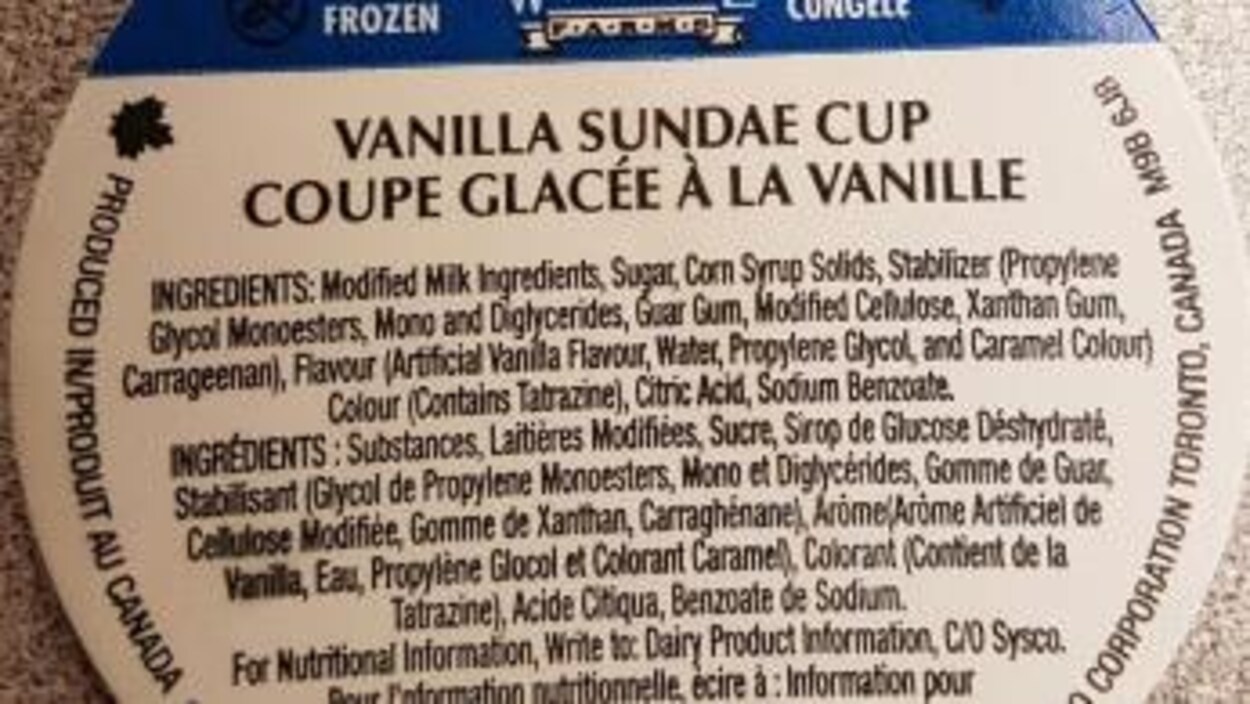 FROZEN
CONGELÉ
FARMS
VANILLA SUNDAE CUP
COUPE GLACÉE À LA VANILLE
INGREDIENTS: Modified Milk Ingredients, Sugar, Corn Syrup Solids, Stabilizer (Propylene
Glycol Monoesters, Mono and Diglycerides, Guar Gum, Modified Cellulose, Xanthan Gum,
Carrageenan), Flavour (Artificial Vanilla Flavour, Water, Propylene Glycol, and Caramel Colour)
Colour (Contains Tatrazine), Citric Acid, Sodium Benzoate.
INGRÉDIENTS : Substances, Laitières Modifiées, Sucre, Sirop de Glucose Déshydraté,
Stabilisant (Glycol de Propylene Monoesters, Mono et Diglycérides, Gomme de Guar,
Cellulose Modifiée, Gomme de Xanthan, Carraghénane), Arôme(Arôme Artificiel de
Vanilla, Eau, Propylène Glocol et Colorant Caramel), Colorant (Contient de la
Tatrazine), Acide Citiqua, Benzoate de Sodium.
For Nutritional Information, Write to: Dairy Product Information, C/O Sysco.
Pour l'information nutritionnelle, ecire à : Information pour
PRODUCED IN/PRODUIT AU CANADA
CORPORATION TORONTO, CANADA M9B 6J8